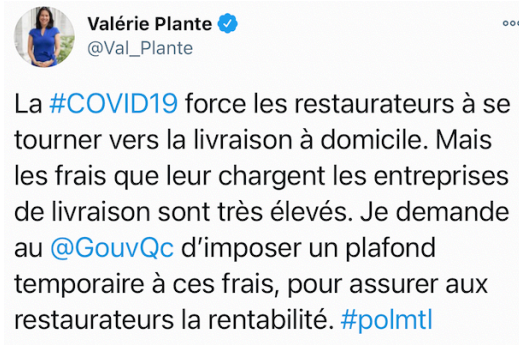 Valérie Plante
@Val_Plante
La #COVID19 force les restaurateurs à se
tourner vers la livraison à domicile. Mais
les frais que leur chargent les entreprises
de livraison sont très élevés. Je demande
au @GouvQc d’imposer un plafond
temporaire à ces frais, pour assurer aux
restaurateurs la rentabilité. #polmtl